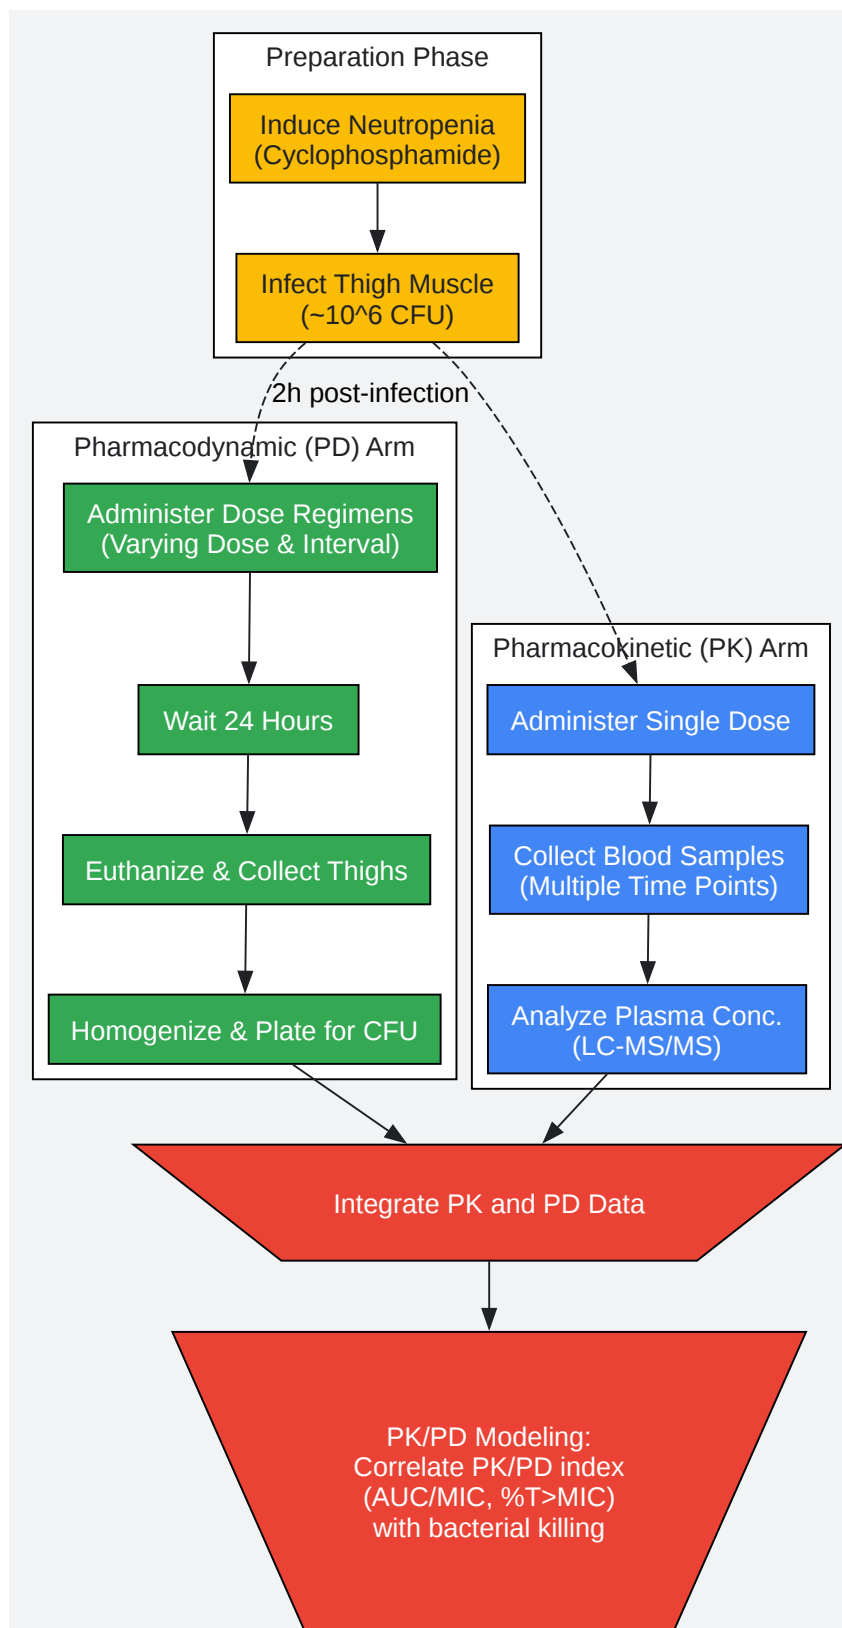 Preparation Phase
Induce Neutropenia
(Cyclophosphamide)
Infect Thigh Muscle
(~10^6 CFU)
2h post-infection
Pharmacodynamic (PD) Arm
Administer Dose Regimens
(Varying Dose & Interval)
Wait 24 Hours
Euthanize & Collect Thighs
Homogenize & Plate for CFU
Pharmacokinetic (PK) Arm
Administer Single Dose
Collect Blood Samples
(Multiple Time Points)
Analyze Plasma Conc.
(LC-MS/MS)
Integrate PK and PD Data
PK/PD Modeling:
Correlate PK/PD index
(AUC/MIC, %T>MIC)
with bacterial killing